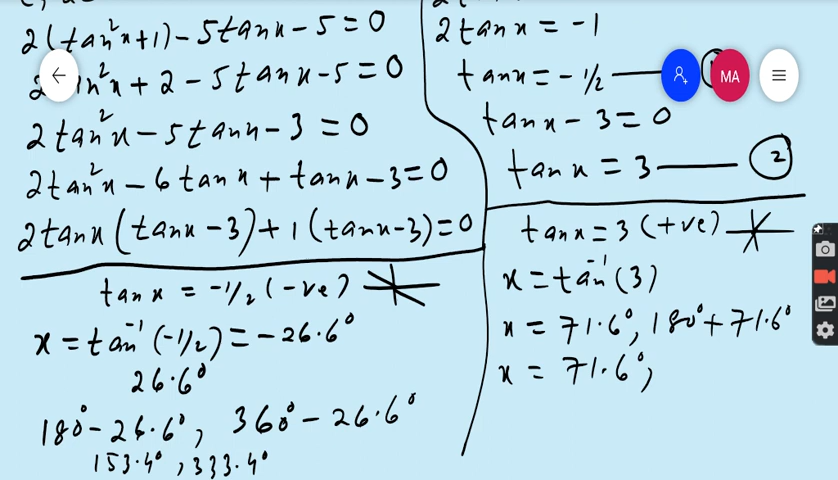 2(tan²x+1)-5tanx-5=0
tan²x+2-5tanx-5=0
2tan²x-5tanx-3=0
2tan²x-6tanx+tanx-3=0
2tanx(tanx-3)+1(tanx-3)=0
tanx=-1/2(-ve)
x=tan⁻¹(-1/2)=-26.6°
26.6°
180°-26.6°, 360°-26.6°
153.4°, 333.4°
2tanx=-1
tanx=-1/2
MA
tanx-3=0
tanx=3 ②
tanx=3(+ve)
x=tan⁻¹(3)
x=71.6°, 180°+71.6°
x=71.6°,